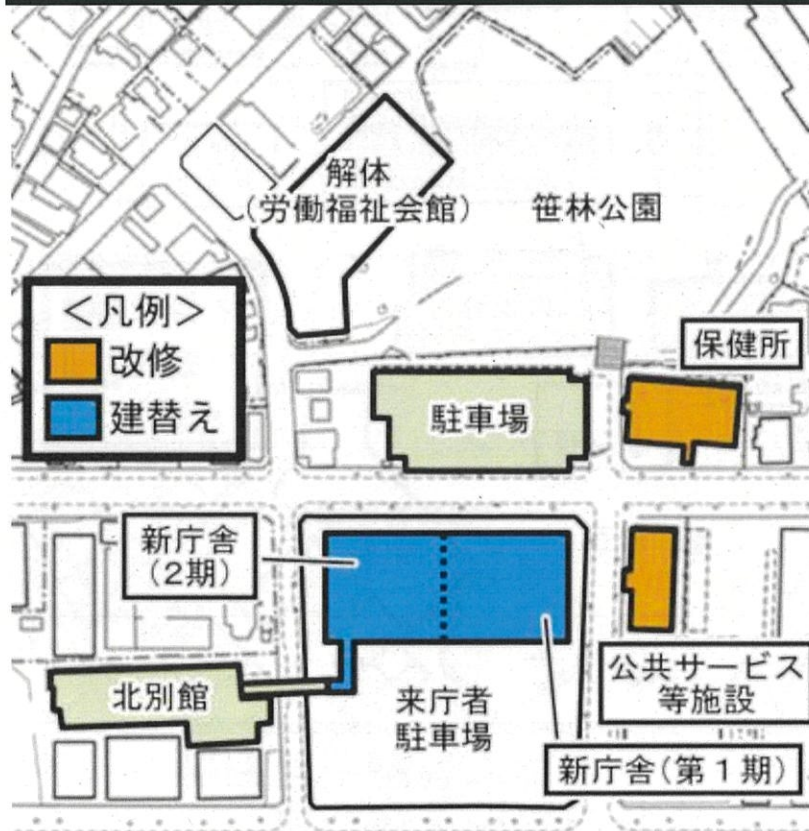 解体
(労働福祉会館)
笹林公園
<凡例>
改修
建替え
保健所
駐車場
新庁舎
(2期)
北別館
来庁者
駐車場
公共サービス
等施設
新庁舎(第1期)